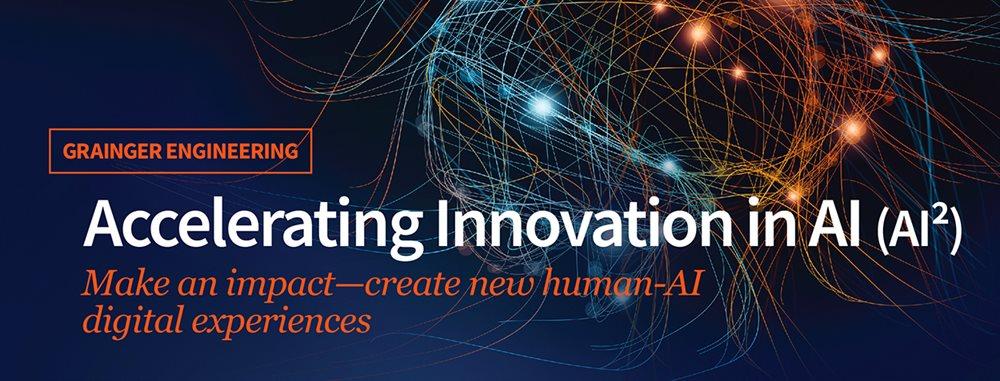 GRAINGER ENGINEERING
Accelerating Innovation in AI (AI²)
Make an impact—create new human-AI
digital experiences